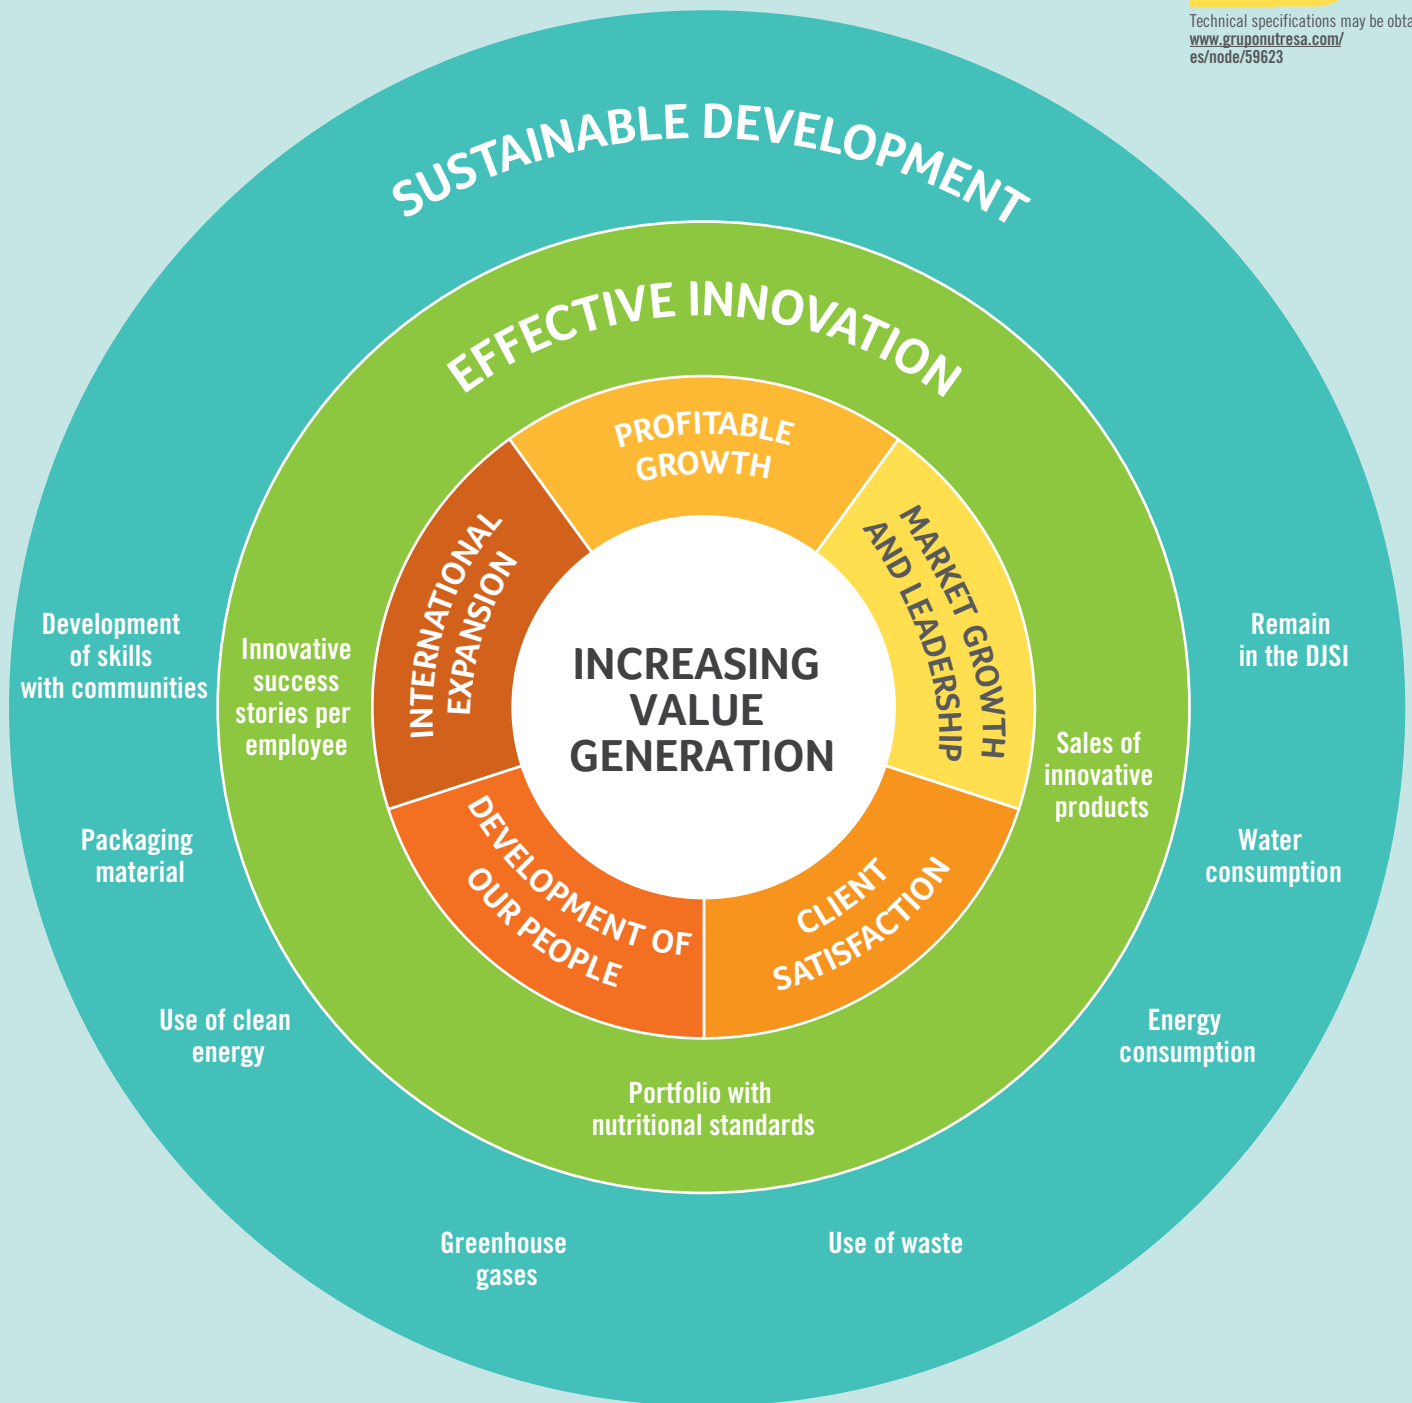 Technical specifications may be
www.gruponutresa.com/
es/node/59623
SUSTAINABLE DEVELOPMENT
EFFECTIVE INNOVATION
PROFITABLE
GROWTH
MARKET GROWTH
AND LEADERSHIP
INTERNATIONAL
EXPANSION
INCREASING
VALUE
GENERATION
DEVELOPMENT OF
OUR PEOPLE
CLIENT
SATISFACTION
Development
of skills
with communities
Innovative
success
stories per
employee
Remain
in the DJSI
Sales of
innovative
products
Packaging
material
Water
consumption
Use of clean
energy
Energy
consumption
Portfolio with
nutritional standards
Greenhouse
gases
Use of waste